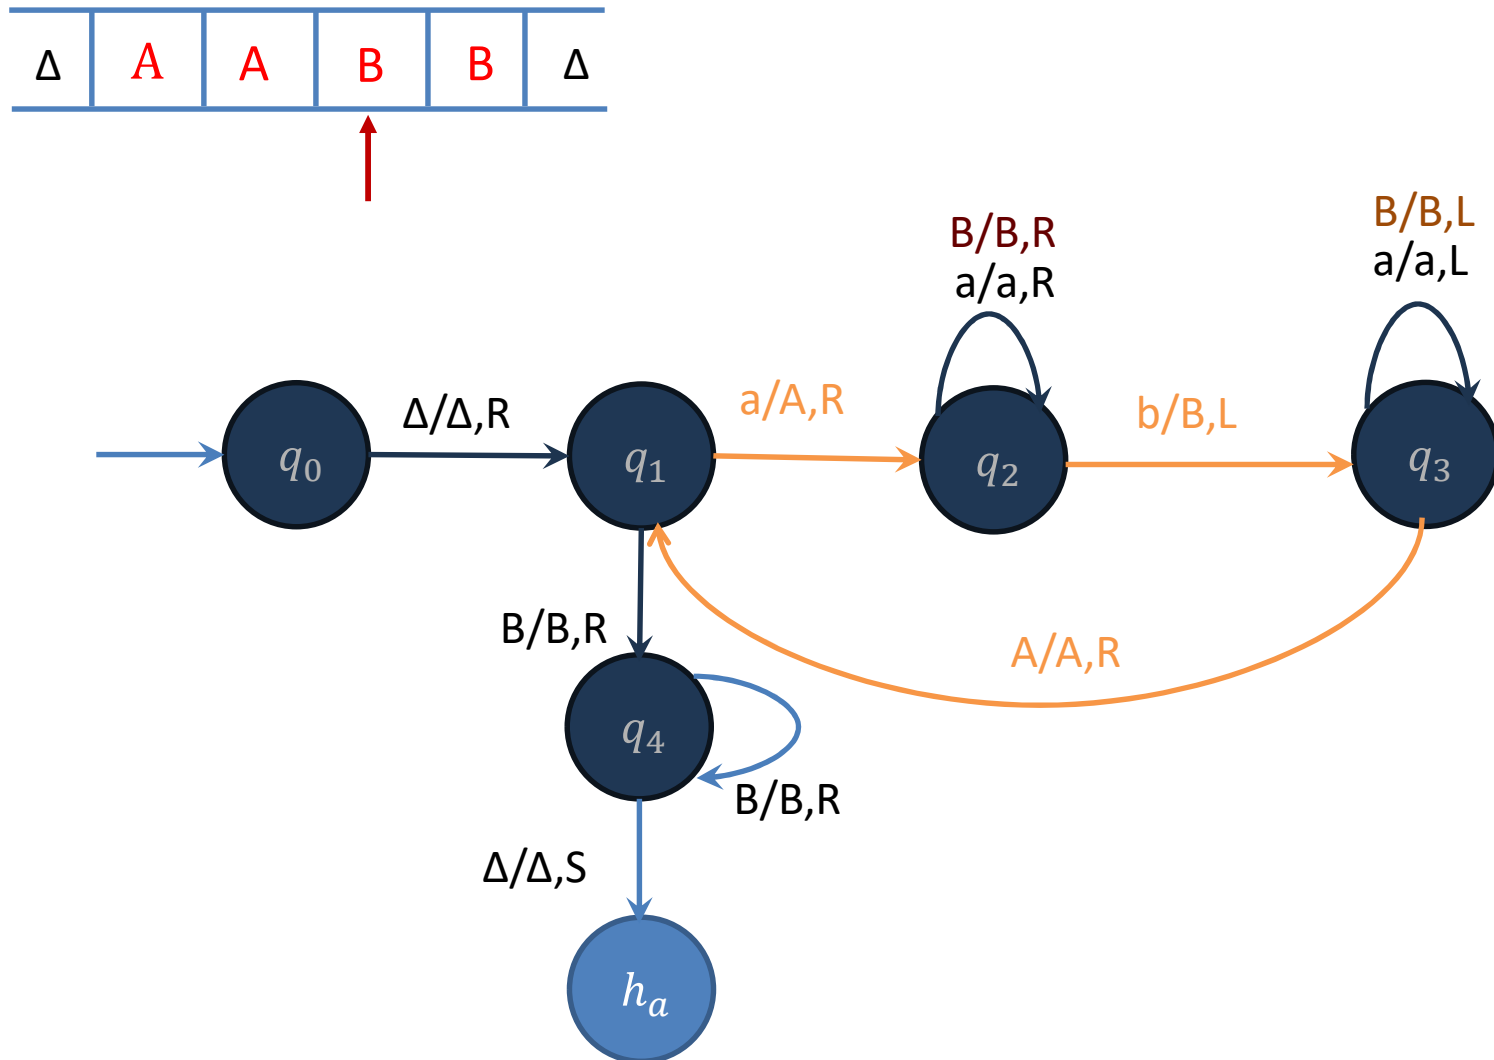 Δ A A B B Δ
B/B,R
a/a,R
B/B,L
a/a,L
Δ/Δ,R
a/A,R
b/B,L
q₀
q₁
q₂
q₃
B/B,R
A/A,R
q₄
B/B,R
Δ/Δ,S
hₐ